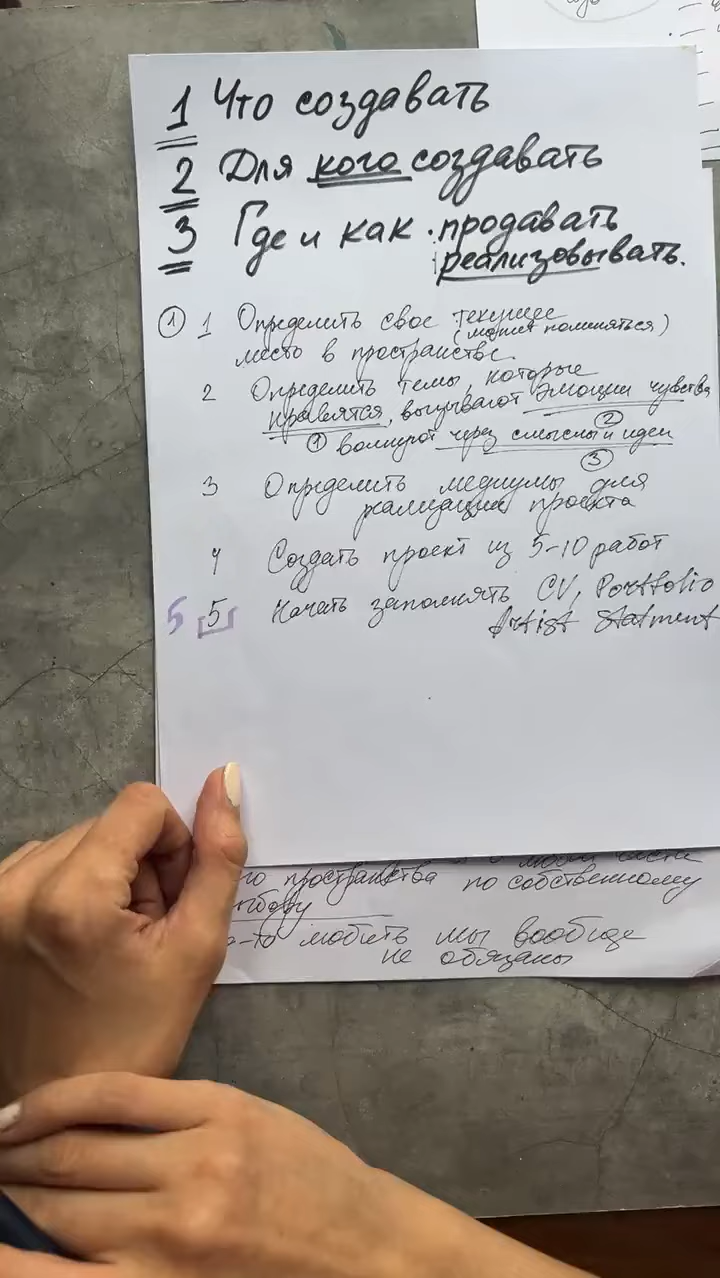 1 Что создавать
2 Для кого создавать
3 Где и как продавать
реализовывать.
① 1 Определить свое текущее
(может поменяться)
место в пространстве
2 Определить темы, которые
нравятся, вызывают эмоции чувства
① волнуют через смыслы и идеи ②
③
3 Определить медиумы для
реализации проекта
4 Создать проект из 5-10 работ
5 5 Начать заполнять CV, Portfolio
Artist Statment
го пространства по собственному
не обязаны
любить мы вообще